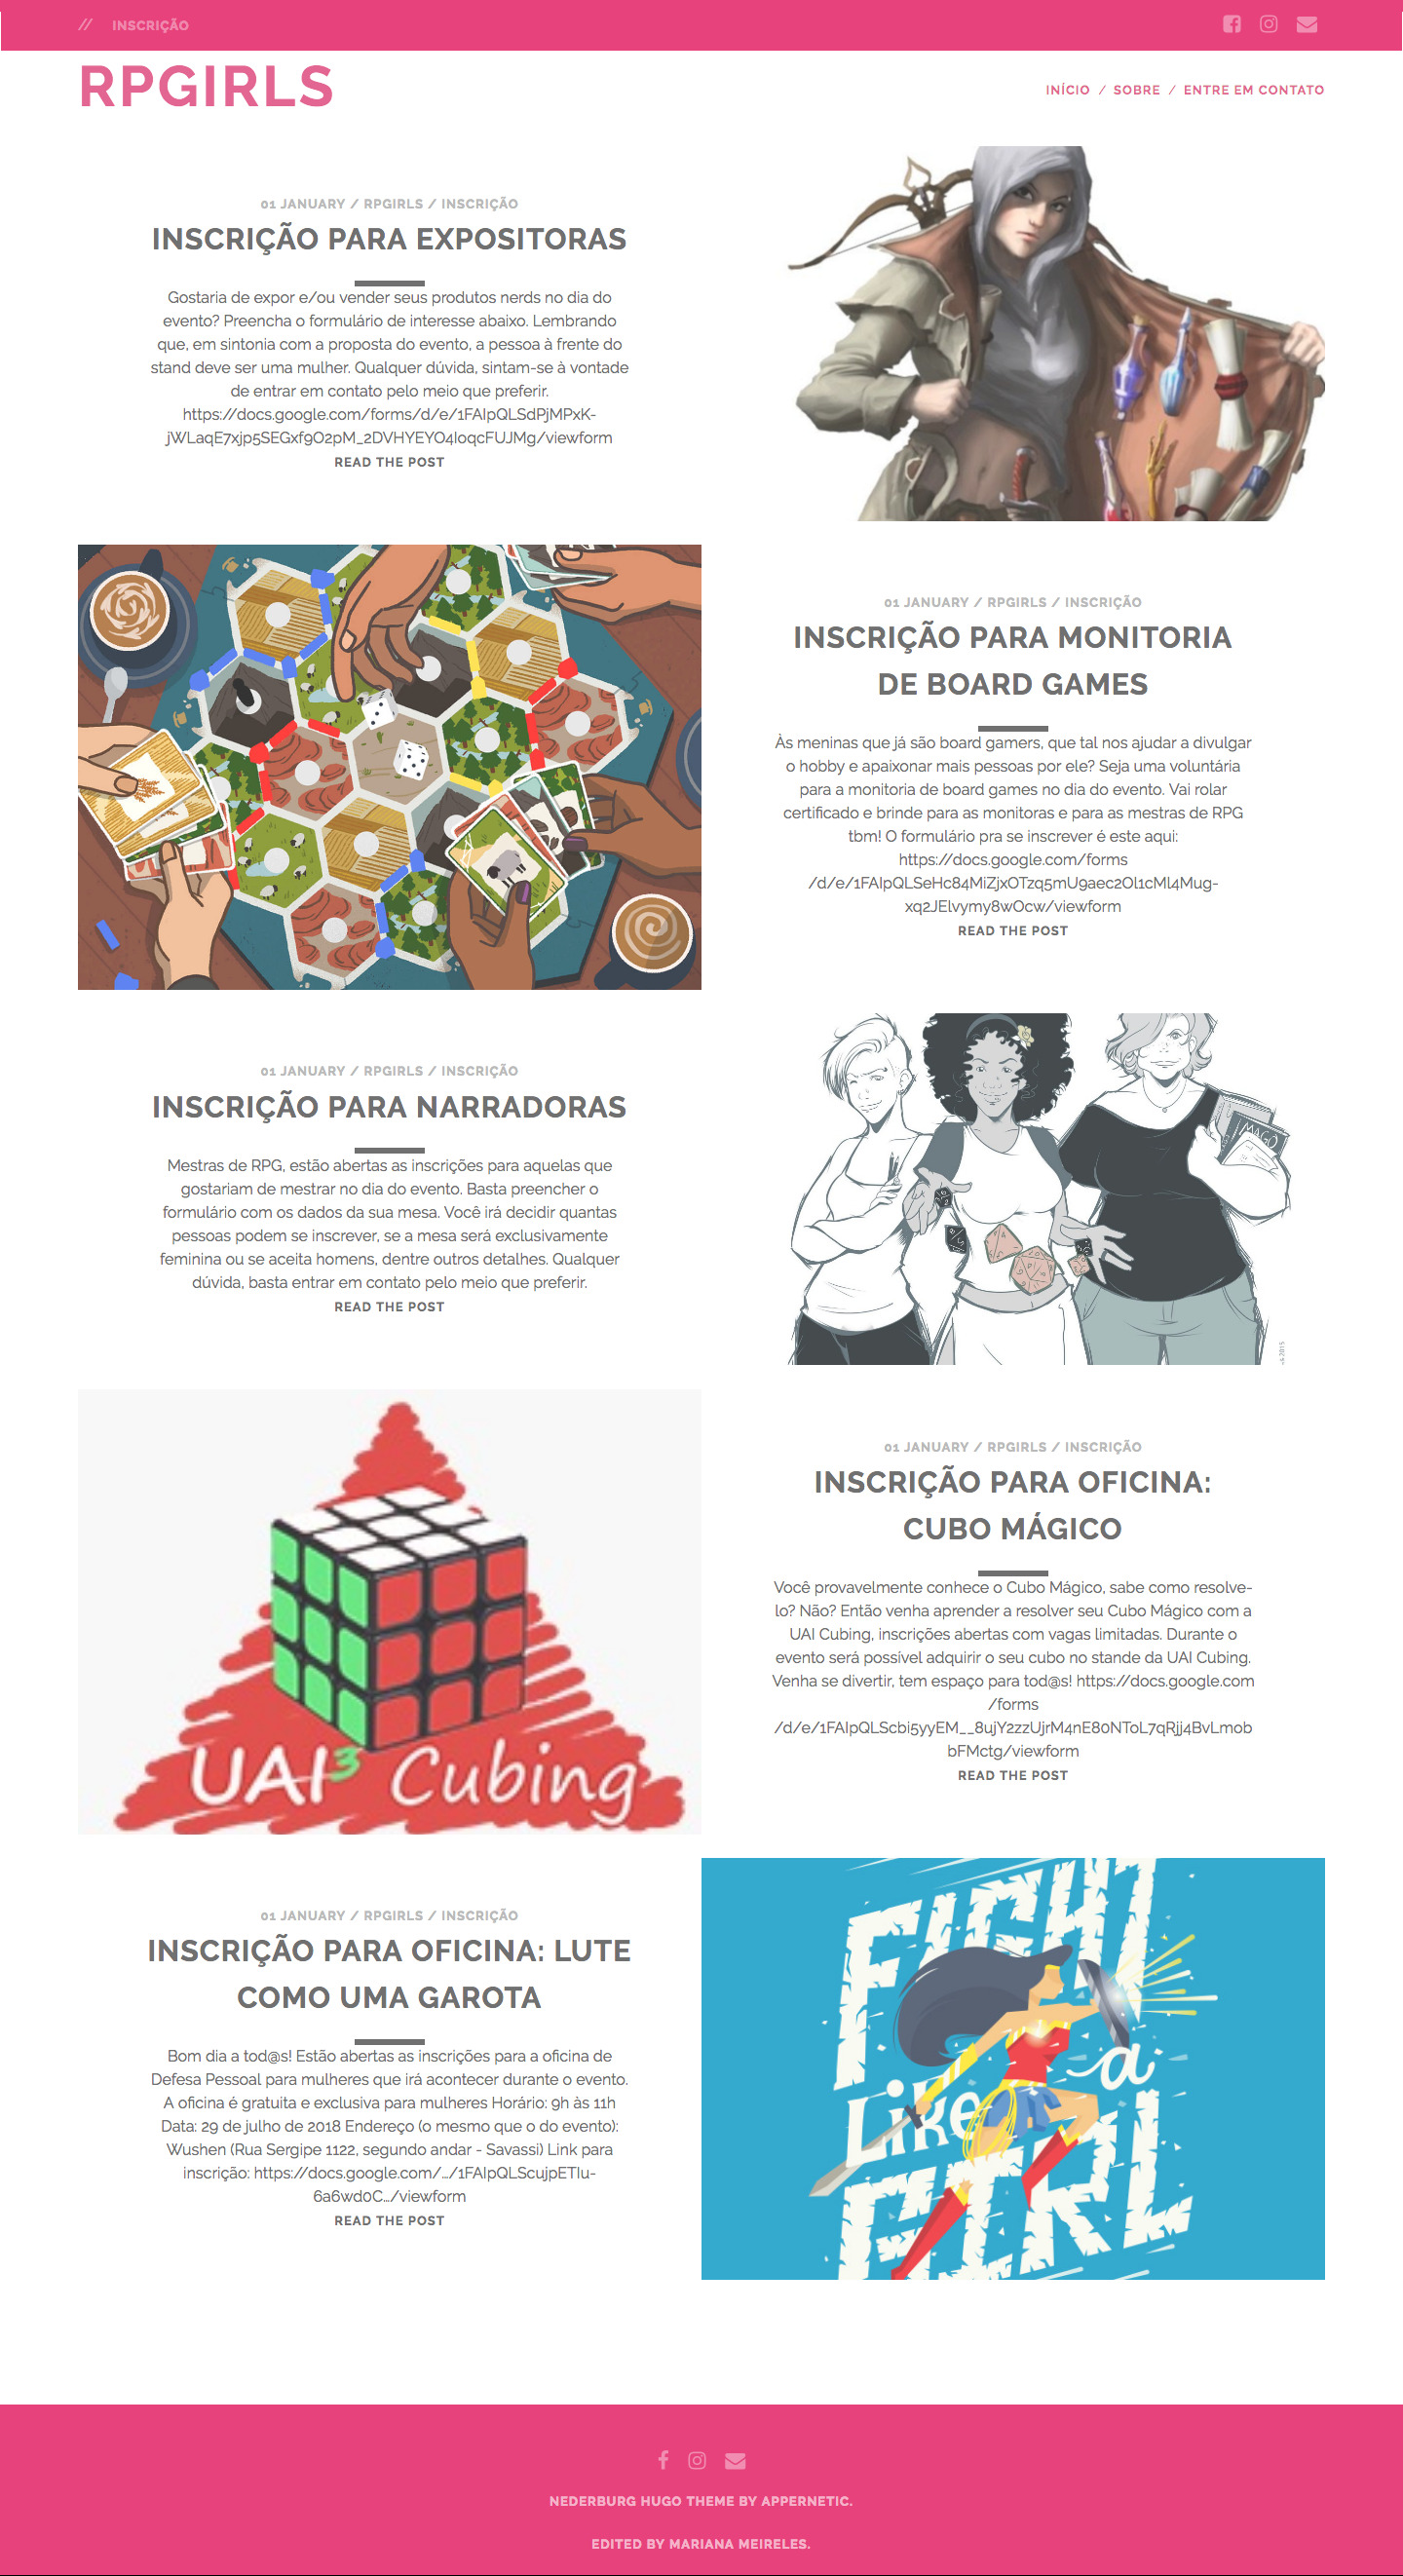 // INSCRIÇÃO
RPGIRLS
INÍCIO / SOBRE / ENTRE EM CONTATO
01 JANUARY / RPGIRLS / INSCRIÇÃO
INSCRIÇÃO PARA EXPOSITORAS
Gostaria de expor e/ou vender seus produtos nerds no dia do
evento? Preencha o formulário de interesse abaixo. Lembrando
que, em sintonia com a proposta do evento, a pessoa à frente do
stand deve ser uma mulher. Qualquer dúvida, sintam-se à vontade
de entrar em contato pelo meio que preferir.
https://docs.google.com/forms/d/e/1FAIpQLSdPjMPxK-
jWLaqE7xjp5SEGxf9O2pM_2DVHYEYO4IoqcFUJMg/viewform
READ THE POST
01 JANUARY / RPGIRLS / INSCRIÇÃO
INSCRIÇÃO PARA MONITORIA
DE BOARD GAMES
Às meninas que já são board gamers, que tal nos ajudar a divulgar
o hobby e apaixonar mais pessoas por ele? Seja uma voluntária
para a monitoria de board games no dia do evento. Vai rolar
certificado e brinde para as monitoras e para as mestras de RPG
tbm! O formulário pra se inscrever é este aqui:
https://docs.google.com/forms
/d/e/1FAIpQLSeHc84MiZjxOTzq5mU9aec2Ol1cMl4Mug-
xq2JElvymy8wOcw/viewform
READ THE POST
01 JANUARY / RPGIRLS / INSCRIÇÃO
INSCRIÇÃO PARA NARRADORAS
Mestras de RPG, estão abertas as inscrições para aquelas que
gostariam de mestrar no dia do evento. Basta preencher o
formulário com os dados da sua mesa. Você irá decidir quantas
pessoas podem se inscrever, se a mesa será exclusivamente
feminina ou se aceita homens, dentre outros detalhes. Qualquer
dúvida, basta entrar em contato pelo meio que preferir.
READ THE POST
MAGO
UAI³ Cubing
01 JANUARY / RPGIRLS / INSCRIÇÃO
INSCRIÇÃO PARA OFICINA:
CUBO MÁGICO
Você provavelmente conhece o Cubo Mágico, sabe como resolve-
lo? Não? Então venha aprender a resolver seu Cubo Mágico com a
UAI Cubing, inscrições abertas com vagas limitadas. Durante o
evento será possível adquirir o seu cubo no stande da UAI Cubing.
Venha se divertir, tem espaço para tod@s! https://docs.google.com
/forms
/d/e/1FAIpQLScbi5yyEM__8ujY2zzUjrM4nE80NToL7qRjj4BvLmob
bFMctg/viewform
READ THE POST
01 JANUARY / RPGIRLS / INSCRIÇÃO
INSCRIÇÃO PARA OFICINA: LUTE
COMO UMA GAROTA
Bom dia a tod@s! Estão abertas as inscrições para a oficina de
Defesa Pessoal para mulheres que irá acontecer durante o evento.
A oficina é gratuita e exclusiva para mulheres Horário: 9h às 11h
Data: 29 de julho de 2018 Endereço (o mesmo que o do evento):
Wushen (Rua Sergipe 1122, segundo andar - Savassi) Link para
inscrição: https://docs.google.com/…/1FAIpQLScujpETIu-
6a6wd0C…/viewform
READ THE POST
FIGHT
Like a
GIRL
NEDERBURG HUGO THEME BY APPERNETIC.
EDITED BY MARIANA MEIRELES.